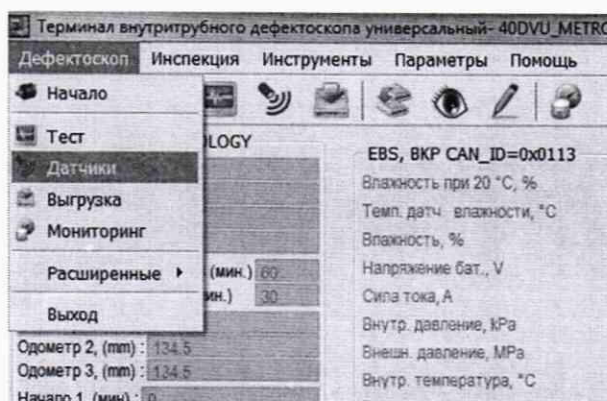 Терминал внутритрубного дефектоскопа универсальный- 40DVU_METRO
Дефектоскоп Инспекция Инструменты Параметры Помощь
Начало
Тест
Датчики
Выгрузка
Мониторинг
Расширенные
Выход
OLOGY
(мин.) 60
ин.) 30
Одометр 2, (mm) : 134.5
Одометр 3, (mm) : 134.5
Начало 1, (мин) : 0
EBS, BKP CAN_ID=0x0113
Влажность при 20 °C, %
Темп. датч. влажности, °C
Влажность, %
Напряжение бат., V
Сила тока, A
Внутр. давление, kPa
Внешн. давление, MPa
Внутр. температура, °C